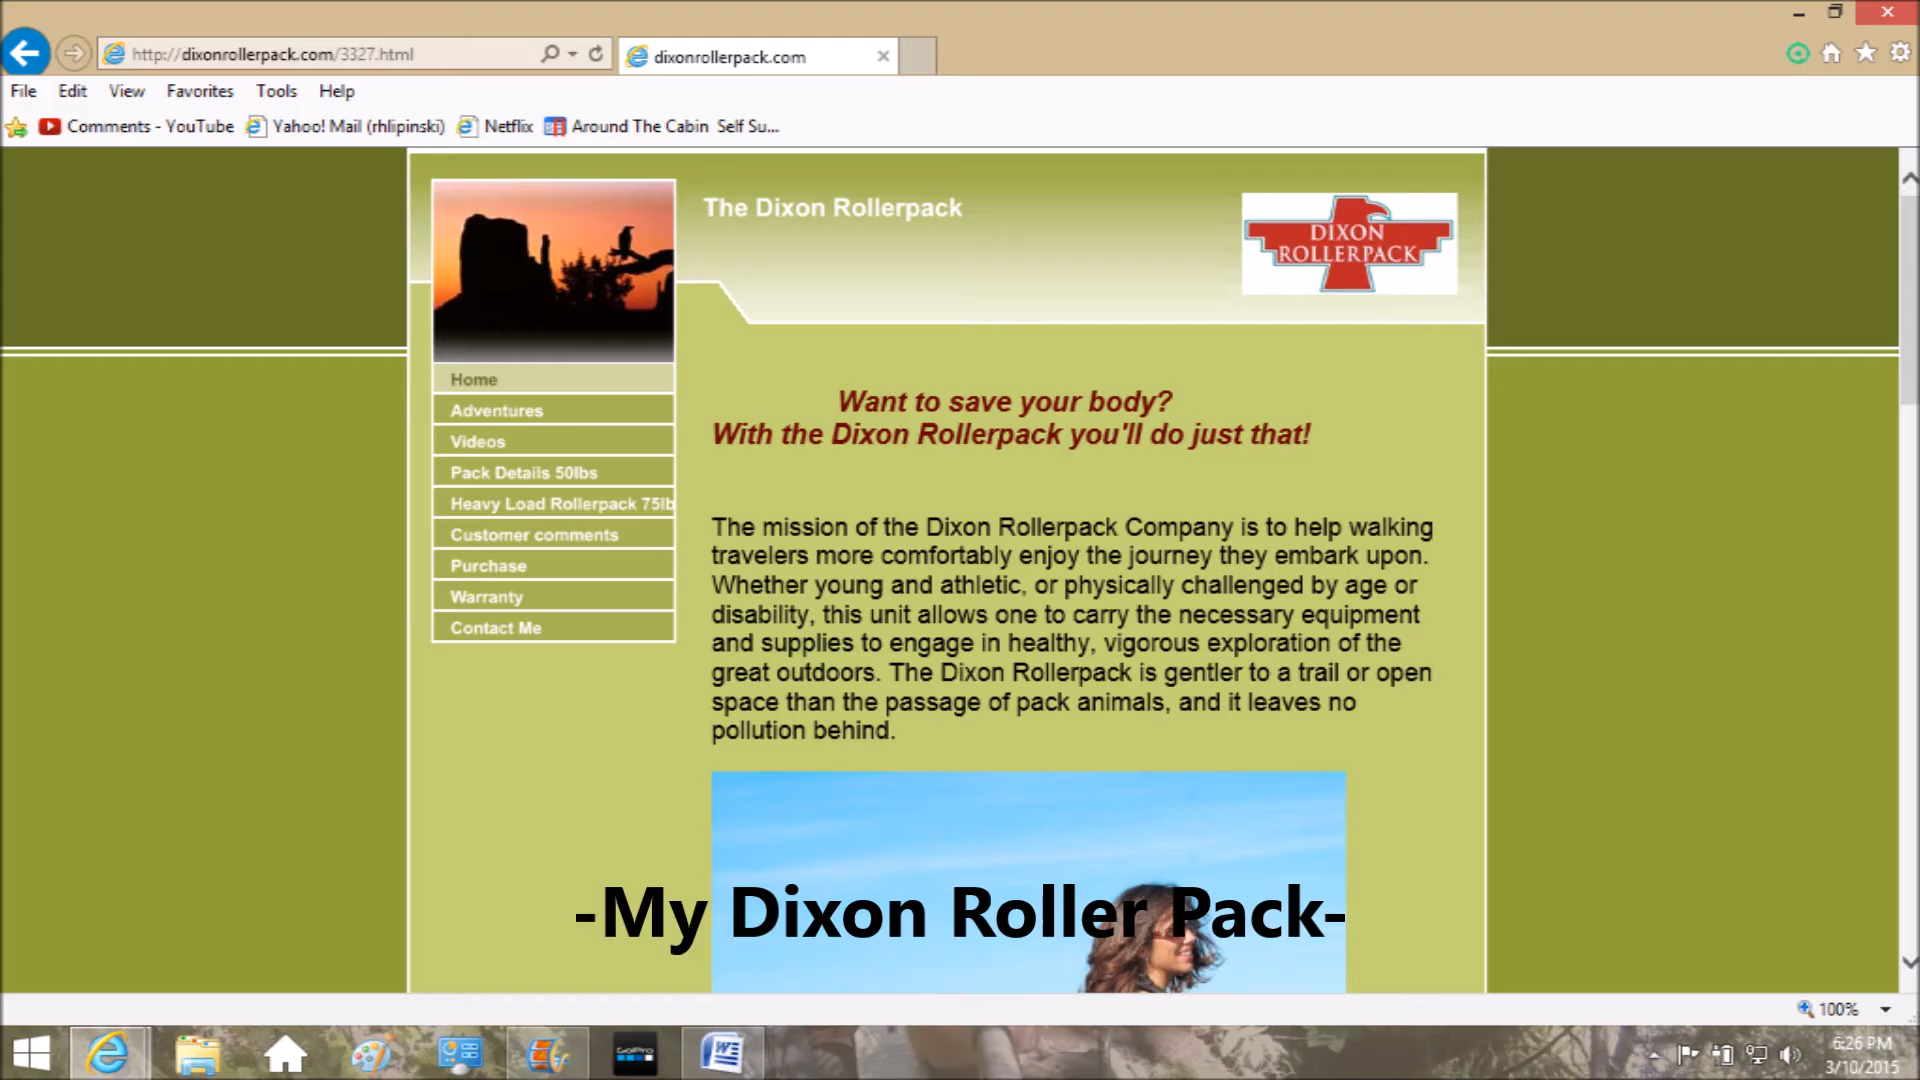 http://dixonrollerpack.com/3327.html
dixonrollerpack.com
File Edit View Favorites Tools Help
Comments - YouTube Yahoo! Mail (rhlipinski) Netflix Around The Cabin Self Su...
The Dixon Rollerpack
DIXON
ROLLERPACK
Home
Adventures
Videos
Pack Details 50lbs
Heavy Load Rollerpack 75lb
Customer comments
Purchase
Warranty
Contact Me
Want to save your body?
With the Dixon Rollerpack you'll do just that!
The mission of the Dixon Rollerpack Company is to help walking
travelers more comfortably enjoy the journey they embark upon.
Whether young and athletic, or physically challenged by age or
disability, this unit allows one to carry the necessary equipment
and supplies to engage in healthy, vigorous exploration of the
great outdoors. The Dixon Rollerpack is gentler to a trail or open
space than the passage of pack animals, and it leaves no
pollution behind.
-My Dixon Roller Pack-
100%
GoPro
6:26 PM
3/10/2015